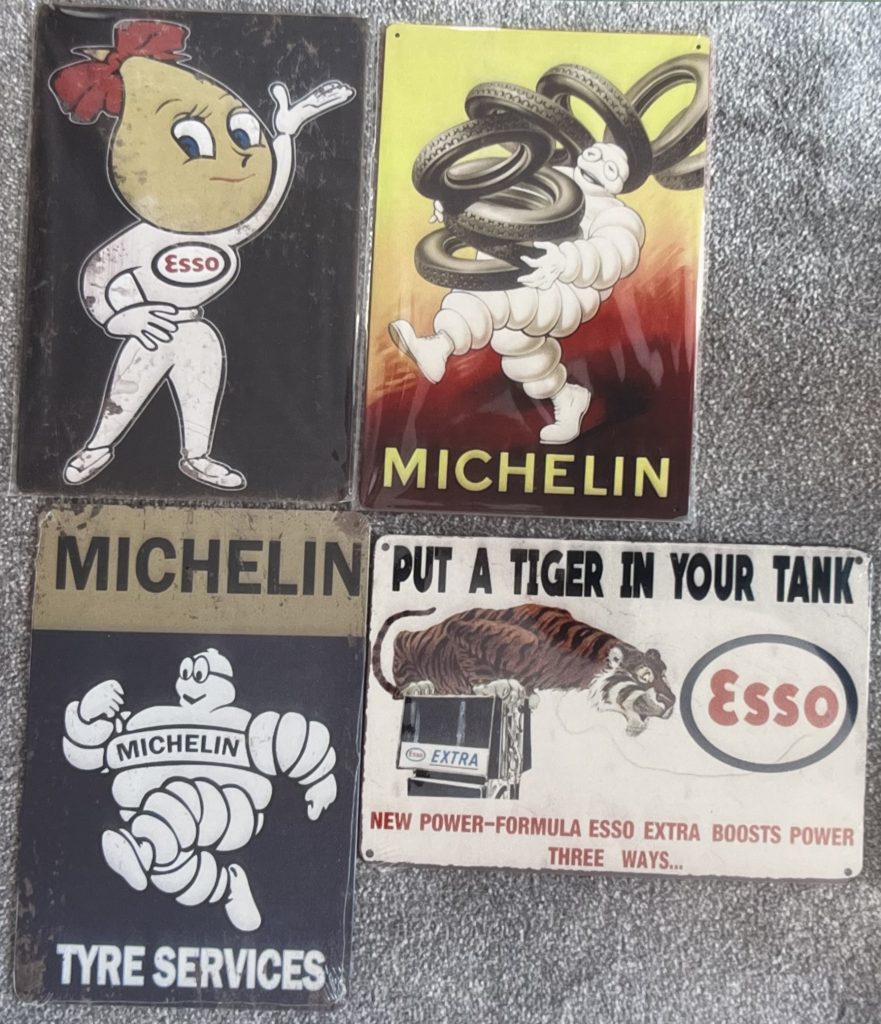 Esso
MICHELIN
MICHELIN
MICHELIN
TYRE SERVICES
PUT A TIGER IN YOUR TANK
Esso
Esso EXTRA
NEW POWER-FORMULA ESSO EXTRA BOOSTS POWER
THREE WAYS...